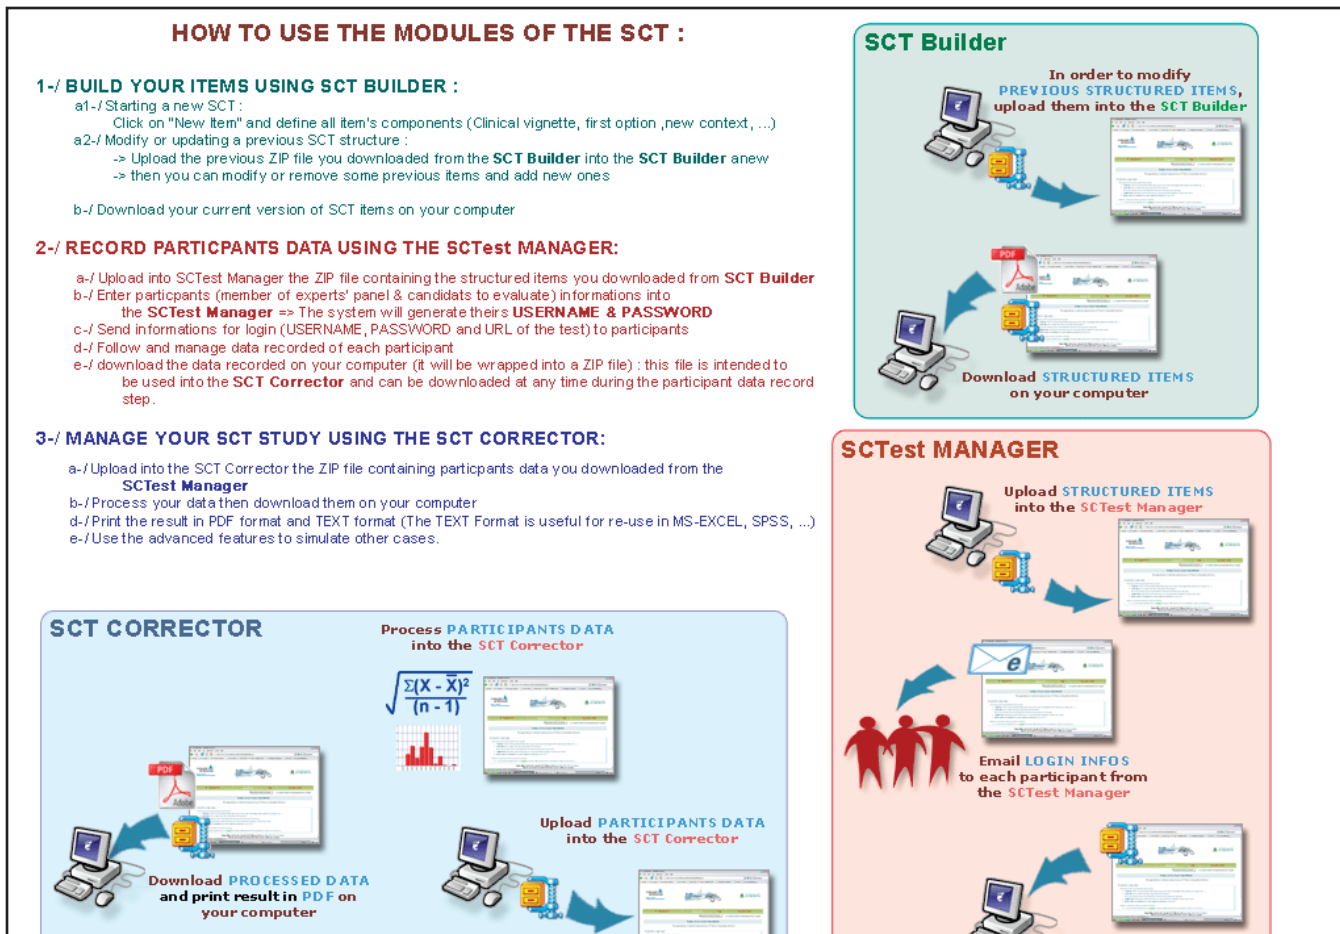 HOW TO USE THE MODULES OF THE SCT :
1-/ BUILD YOUR ITEMS USING SCT BUILDER :
a1-/ Starting a new SCT :
Click on "New Item" and define all item's components (Clinical vignette, first option ,new context, ...)
a2-/ Modify or updating a previous SCT structure :
-> Upload the previous ZIP file you downloaded from the SCT Builder into the SCT Builder anew
-> then you can modify or remove some previous items and add new ones
b-/ Download your current version of SCT items on your computer
2-/ RECORD PARTICPANTS DATA USING THE SCTest MANAGER:
a-/ Upload into SCTest Manager the ZIP file containing the structured items you downloaded from SCT Builder
b-/ Enter particpants (member of experts' panel & candidats to evaluate) informations into
the SCTest Manager => The system will generate theirs USERNAME & PASSWORD
c-/ Send informations for login (USERNAME, PASSWORD and URL of the test) to participants
d-/ Follow and manage data recorded of each participant
e-/ download the data recorded on your computer (it will be wrapped into a ZIP file) : this file is intended to
be used into the SCT Corrector and can be downloaded at any time during the participant data record
step.
3-/ MANAGE YOUR SCT STUDY USING THE SCT CORRECTOR:
a-/ Upload into the SCT Corrector the ZIP file containing particpants data you downloaded from the
SCTest Manager
b-/ Process your data then download them on your computer
d-/ Print the result in PDF format and TEXT format (The TEXT Format is useful for re-use in MS-EXCEL, SPSS, ...)
e-/ Use the advanced features to simulate other cases.
SCT Builder
In order to modify
PREVIOUS STRUCTURED ITEMS,
upload them into the SCT Builder
PDF
Adobe
Download STRUCTURED ITEMS
on your computer
SCTest MANAGER
Upload STRUCTURED ITEMS
into the SCTest Manager
Email LOGIN INFOS
to each participant from
the SCTest Manager
SCT CORRECTOR
Process PARTICIPANTS DATA
into the SCT Corrector
√Σ(X - X̄)²
(n - 1)
PDF
Adobe
Upload PARTICIPANTS DATA
into the SCT Corrector
Download PROCESSED DATA
and print result in PDF on
your computer